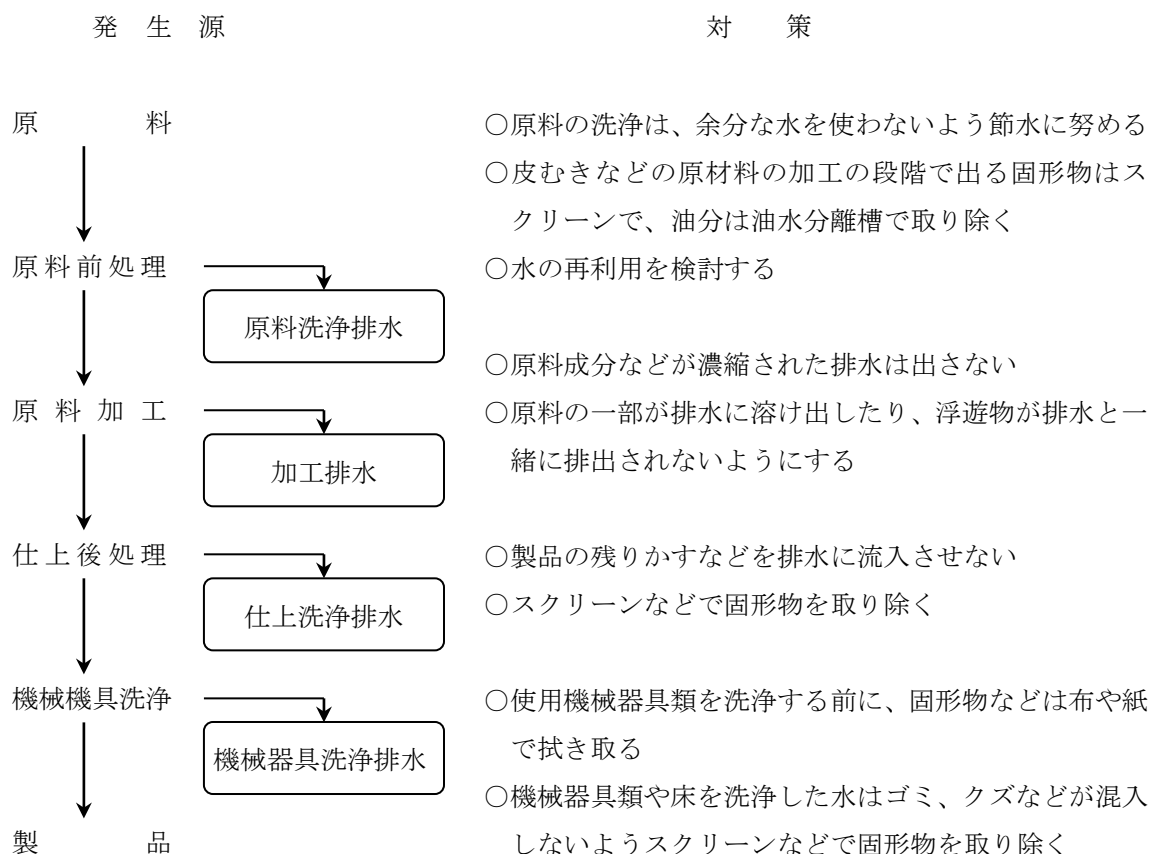 発 生 源　対 策
原 料　○原料の洗浄は、余分な水を使わないよう節水に努める
○皮むきなどの原材料の加工の段階で出る固形物はス
クリーンで、油分は油水分離槽で取り除く
原料前処理　○水の再利用を検討する
原料洗浄排水
○原料成分などが濃縮された排水は出さない
原 料 加 工　○原料の一部が排水に溶け出したり、浮遊物が排水と一
緒に排出されないようにする
加工排水
仕上後処理　○製品の残りかすなどを排水に流入させない
仕上洗浄排水　○スクリーンなどで固形物を取り除く
機械機具洗浄　○使用機械器具類を洗浄する前に、固形物などは布や紙
で拭き取る
機械器具洗浄排水
○機械器具類や床を洗浄した水はゴミ、クズなどが混入
製 品　しないようスクリーンなどで固形物を取り除く